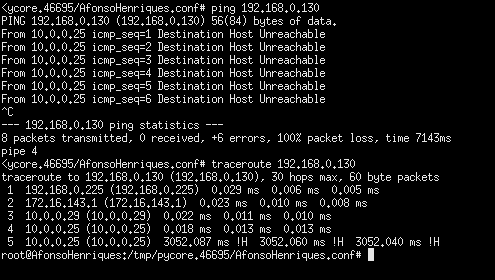 <ycore.46695/AfonsoHenriques.conf# ping 192.168.0.130
PING 192.168.0.130 (192.168.0.130) 56(84) bytes of data.
From 10.0.0.25 icmp_seq=1 Destination Host Unreachable
From 10.0.0.25 icmp_seq=2 Destination Host Unreachable
From 10.0.0.25 icmp_seq=3 Destination Host Unreachable
From 10.0.0.25 icmp_seq=4 Destination Host Unreachable
From 10.0.0.25 icmp_seq=5 Destination Host Unreachable
From 10.0.0.25 icmp_seq=6 Destination Host Unreachable
^C
--- 192.168.0.130 ping statistics ---
8 packets transmitted, 0 received, +6 errors, 100% packet loss, time 7143ms
pipe 4
<ycore.46695/AfonsoHenriques.conf# traceroute 192.168.0.130
traceroute to 192.168.0.130 (192.168.0.130), 30 hops max, 60 byte packets
1 192.168.0.225 (192.168.0.225) 0.029 ms 0.006 ms 0.005 ms
2 172.16.143.1 (172.16.143.1) 0.023 ms 0.010 ms 0.008 ms
3 10.0.0.29 (10.0.0.29) 0.022 ms 0.011 ms 0.010 ms
4 10.0.0.25 (10.0.0.25) 0.018 ms 0.013 ms 0.013 ms
5 10.0.0.25 (10.0.0.25) 3052.087 ms !H 3052.060 ms !H 3052.040 ms !H
root@AfonsoHenriques:/tmp/pycore.46695/AfonsoHenriques.conf#